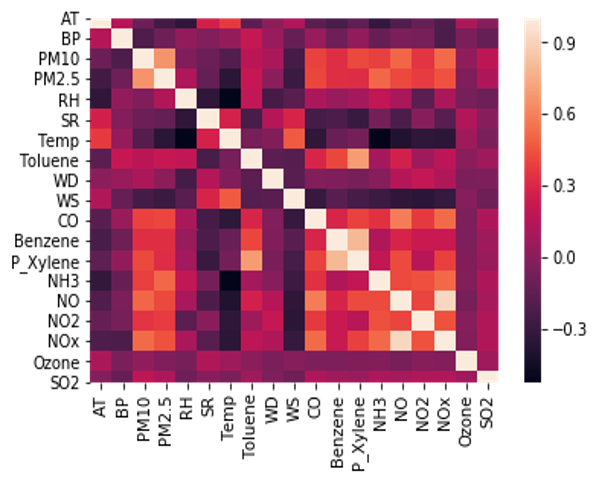 AT
BP
PM10
PM2.5
RH
SR
Temp
Toluene
WD
WS
CO
Benzene
P_Xylene
NH3
NO
NO2
NOx
Ozone
SO2
AT
BP
PM10
PM2.5
RH
SR
Temp
Toluene
WD
WS
CO
Benzene
P_Xylene
NH3
NO
NO2
NOx
Ozone
SO2
0.9
0.6
0.3
0.0
−0.3